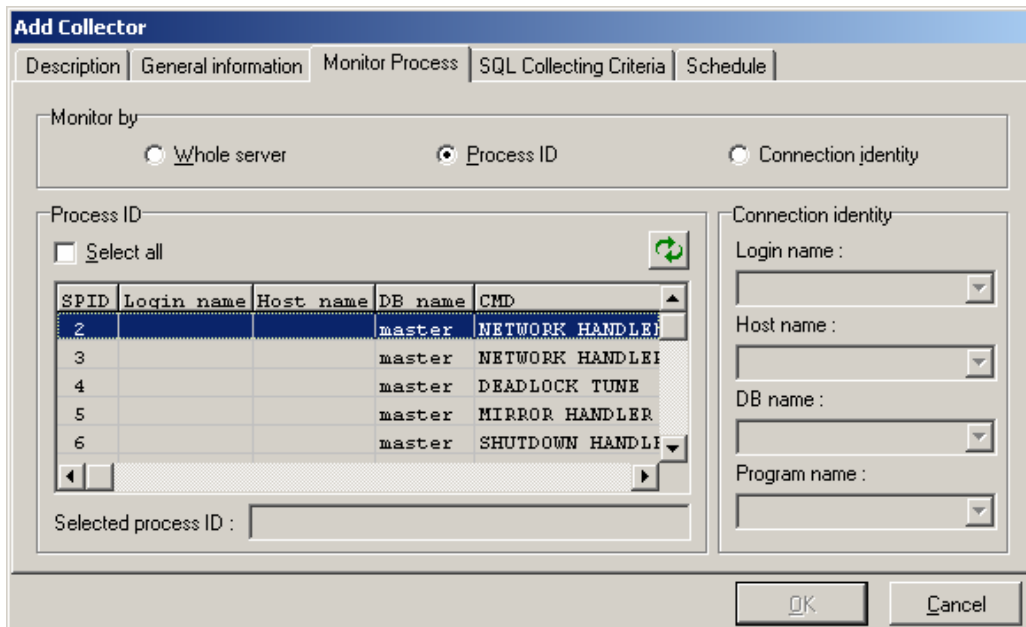 Add Collector
Description General information Monitor Process SQL Collecting Criteria Schedule
Monitor by
Whole server Process ID Connection identity
Process ID
Select all
SPID Login name Host name DB name CMD
2 master NETWORK HANDLER
3 master NETWORK HANDLER
4 master DEADLOCK TUNE
5 master MIRROR HANDLER
6 master SHUTDOWN HANDLE
Selected process ID :
Connection identity
Login name :
Host name :
DB name :
Program name :
OK Cancel